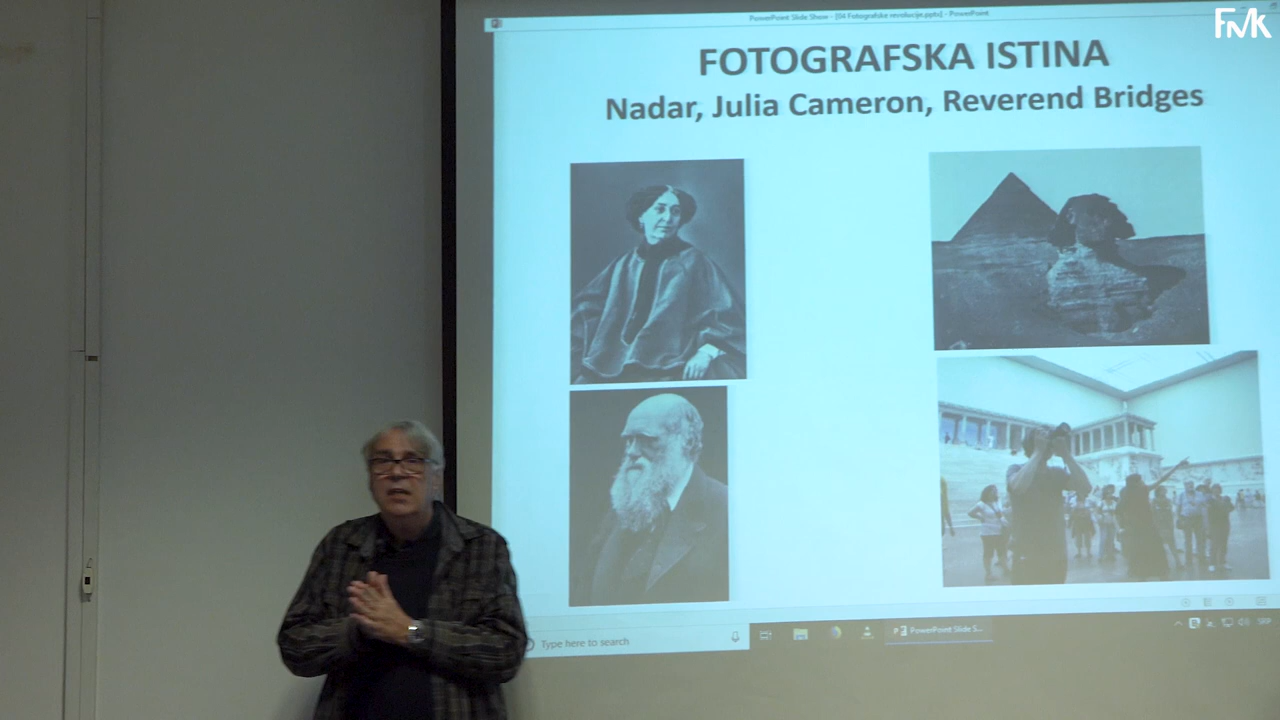 PowerPoint Slide Show - [04 Fotografske revolucije.pptx] - PowerPoint
FMK
FOTOGRAFSKA ISTINA
Nadar, Julia Cameron, Reverend Bridges
Type here to search
PowerPoint Slide S...
SRP